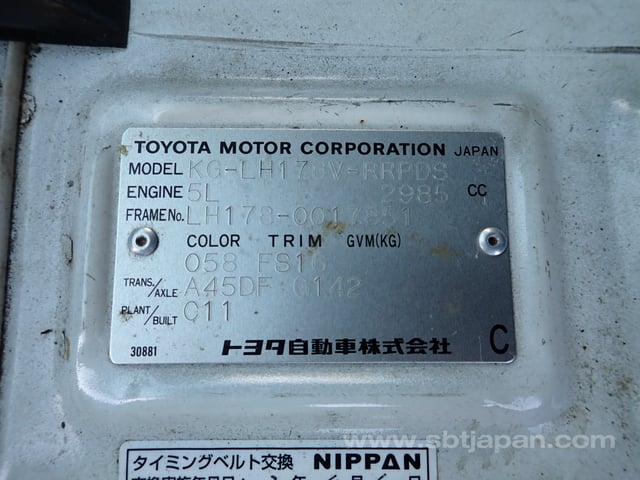 TOYOTA MOTOR CORPORATION JAPAN
MODEL KG-LH178V-RRPDS
ENGINE 5L 2985 CC
FRAME No. LH178-0017851
COLOR TRIM GVM(KG)
058 FS16
TRANS./AXLE A45DF G142
PLANT/BUILT C11
30881 トヨタ自動車株式会社 C
www.sbtjapan.com
タイミングベルト交換 NIPPAN